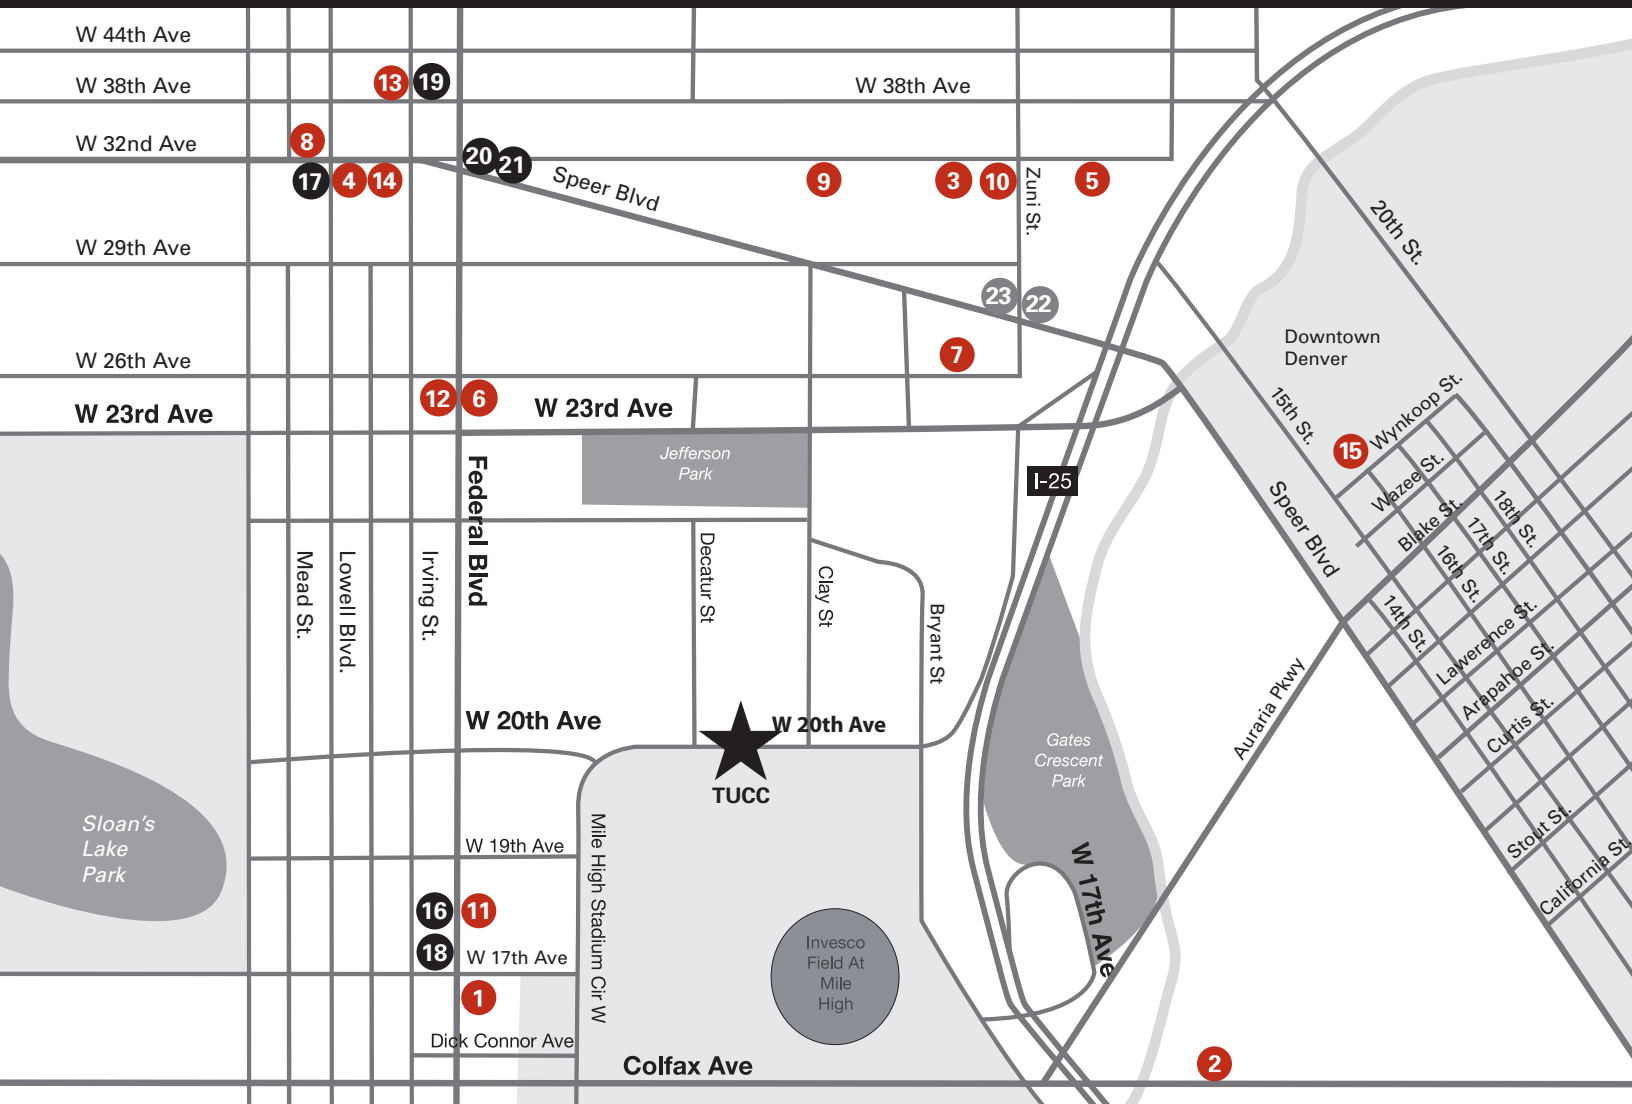 W 44th Ave
W 38th Ave
13
19
W 38th Ave
W 32nd Ave
8
20
21
17
4
14
Speer Blvd
9
3
10
Zuni St.
5
20th St.
W 29th Ave
23
22
W 26th Ave
7
Downtown
Denver
12
6
W 23rd Ave
W 23rd Ave
15th St.
15
Wynkoop St.
Jefferson
Park
Federal Blvd
I-25
Wazee St.
Speer Blvd
Blake St.
18th St.
17th St.
16th St.
14th St.
Mead St.
Lowell Blvd.
Irving St.
Decatur St
Clay St
Bryant St
Lawerence St.
Arapahoe St.
Curtis St.
Auraria Pkwy
W 20th Ave
W 20th Ave
TUCC
Gates
Crescent
Park
Sloan's
Lake
Park
W 19th Ave
Mile High Stadium Cir W
W 17th Ave
Stout St.
California St.
16
11
18
W 17th Ave
Invesco
Field At
Mile
High
1
Dick Connor Ave
Colfax Ave
2